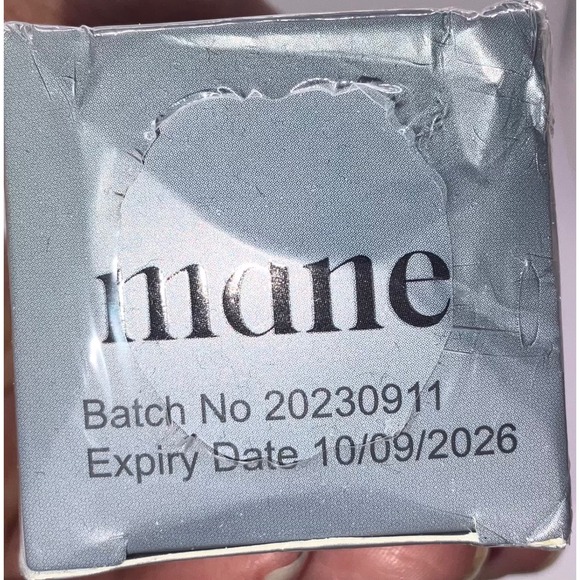 mane
Batch No 20230911
Expiry Date 10/09/2026